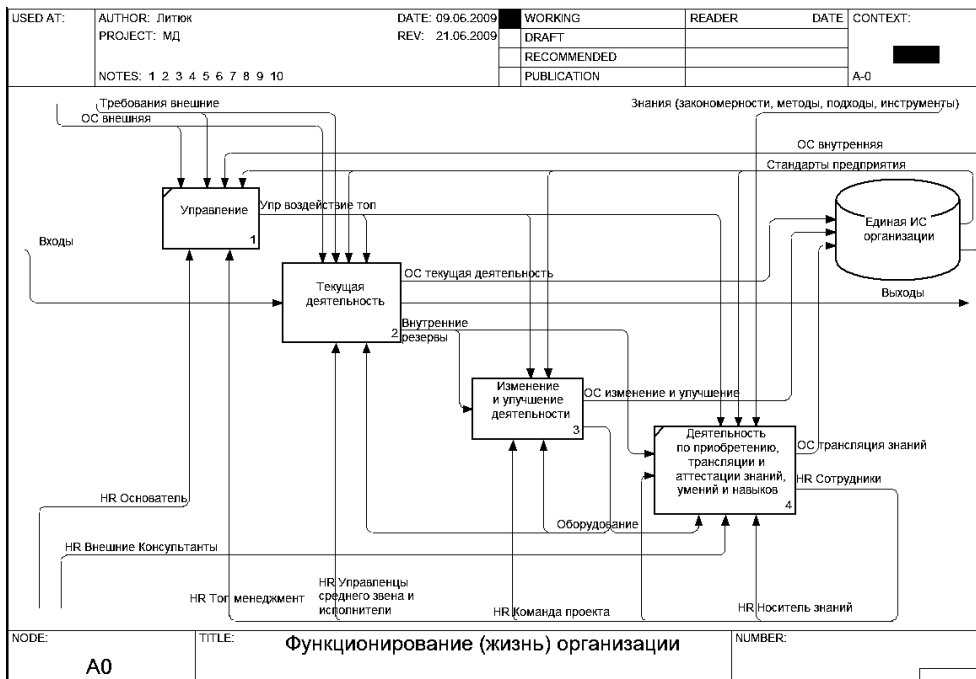 USED AT:
AUTHOR: Литюк
DATE: 09.06.2009
WORKING
READER
DATE
CONTEXT:
PROJECT: МД
REV: 21.06.2009
DRAFT
RECOMMENDED
NOTES: 1 2 3 4 5 6 7 8 9 10
PUBLICATION
A-0
Требования внешние
Знания (закономерности, методы, подходы, инструменты)
ОС внешняя
ОС внутренняя
Стандарты предприятия
Управление
1
Упр воздействие топ
Единая ИС
организации
Входы
ОС текущая деятельность
Текущая
деятельность
2
Выходы
Внутренние
резервы
Изменение
и улучшение
деятельности
3
ОС изменение и улучшение
Деятельность
по приобретению,
трансляции и
аттестации знаний,
умений и навыков
4
ОС трансляция знаний
HR Сотрудники
HR Основатель
Оборудование
HR Внешние Консультанты
HR Топ менеджмент
HR Управленцы
среднего звена и
исполнители
HR Команда проекта
HR Носитель знаний
NODE:
TITLE:
Функционирование (жизнь) организации
NUMBER:
A0